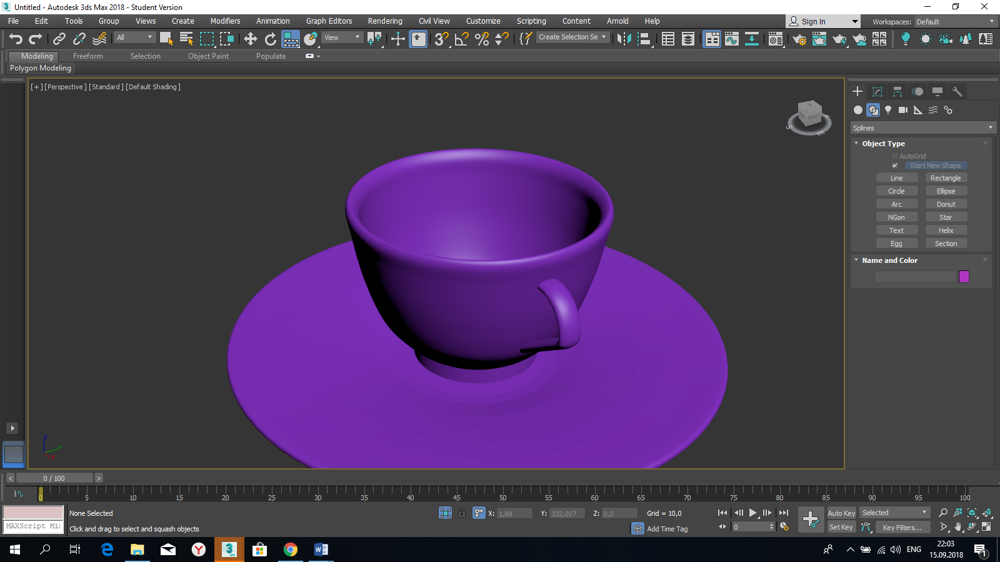 Untitled - Autodesk 3ds Max 2018 - Student Version
File Edit Tools Group Views Create Modifiers Animation Graph Editors Rendering Civil View Customize Scripting Content Arnold Help
Sign In Workspaces: Default
All View Create Selection Se
Modeling Freeform Selection Object Paint Populate
Polygon Modeling
[+] [Perspective] [Standard] [Default Shading]
RIGHT
Splines
Object Type
AutoGrid
Start New Shape
Line Rectangle
Circle Ellipse
Arc Donut
NGon Star
Text Helix
Egg Section
Name and Color
z
y
x
< 0 / 100 >
0 5 10 15 20 25 30 35 40 45 50 55 60 65 70 75 80 85 90 95 100
None Selected X: 1,89 Y: 332,007 Z: 0,0 Grid = 10,0 Auto Key Selected
MAXScript Mi
Click and drag to select and squash objects Add Time Tag 0 Set Key Key Filters...
ENG 22:03
15.09.2018 1